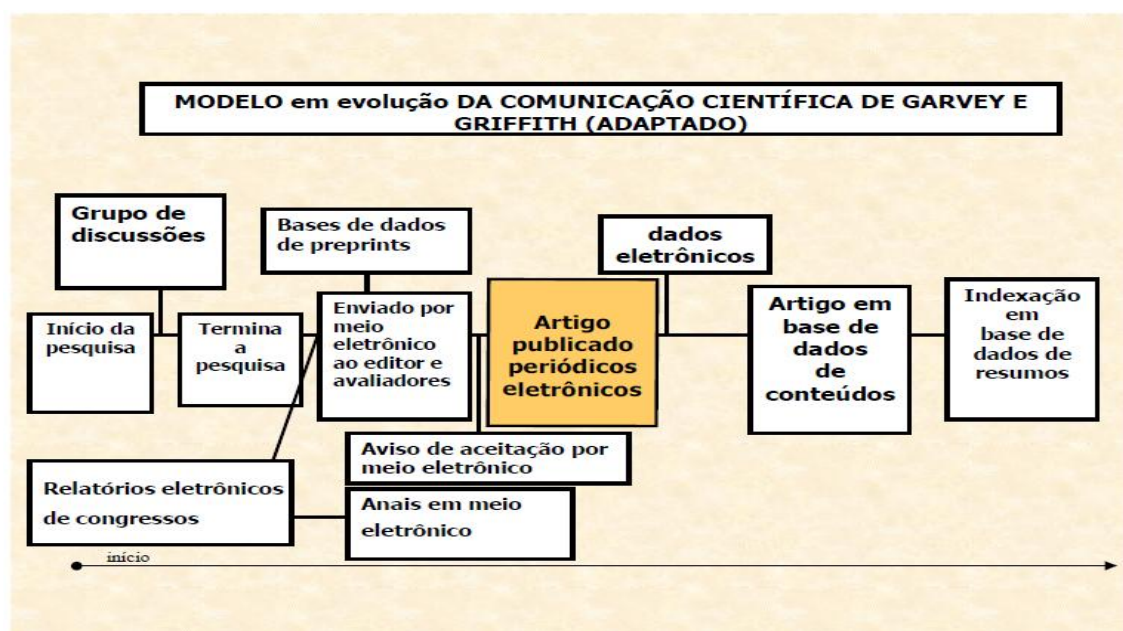 MODELO em evolução DA COMUNICAÇÃO CIENTÍFICA DE GARVEY E
GRIFFITH (ADAPTADO)
Grupo de
discussões
Bases de dados
de preprints
dados
eletrônicos
Início da
pesquisa
Termina
a
pesquisa
Enviado por
meio
eletrônico
ao editor e
avaliadores
Artigo
publicado
periódicos
eletrônicos
Artigo em
base de
dados
de
conteúdos
Indexação
em
base de
dados de
resumos
Aviso de aceitação por
meio eletrônico
Relatórios eletrônicos
de congressos
Anais em meio
eletrônico
início